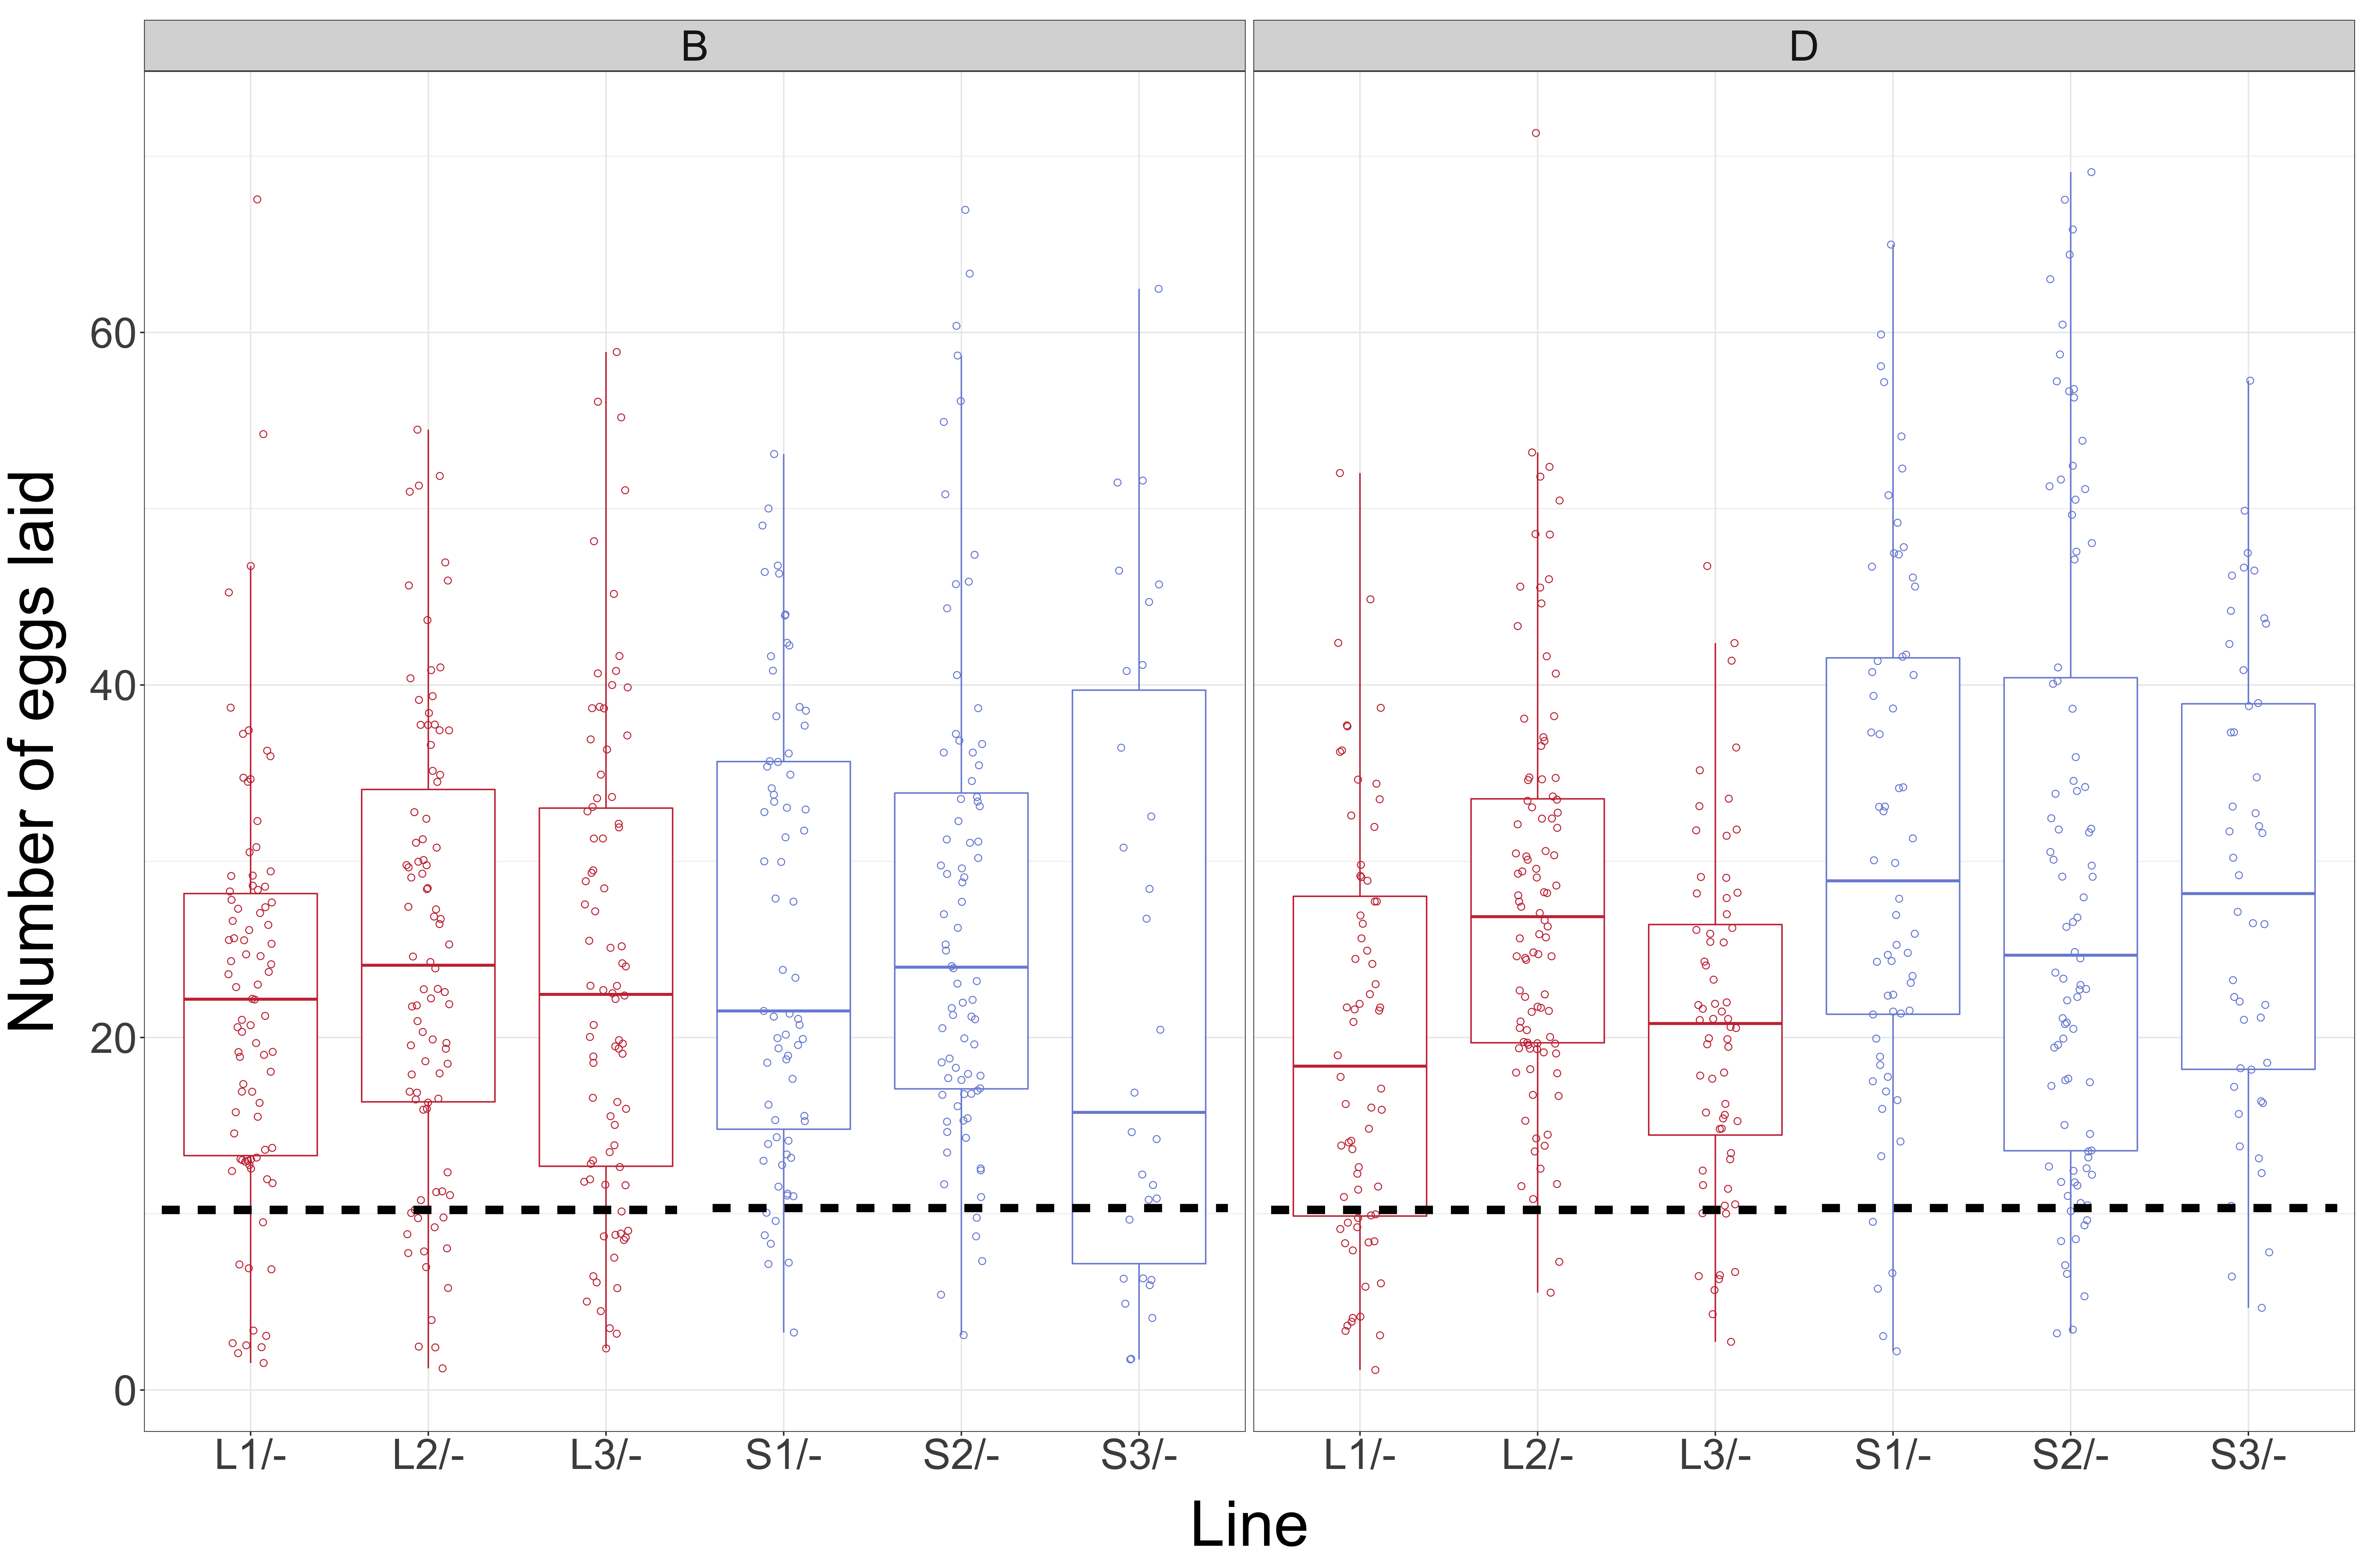 B
D
Number of eggs laid
60
40
20
0
L1/- L2/- L3/- S1/- S2/- S3/- L1/- L2/- L3/- S1/- S2/- S3/-
Line